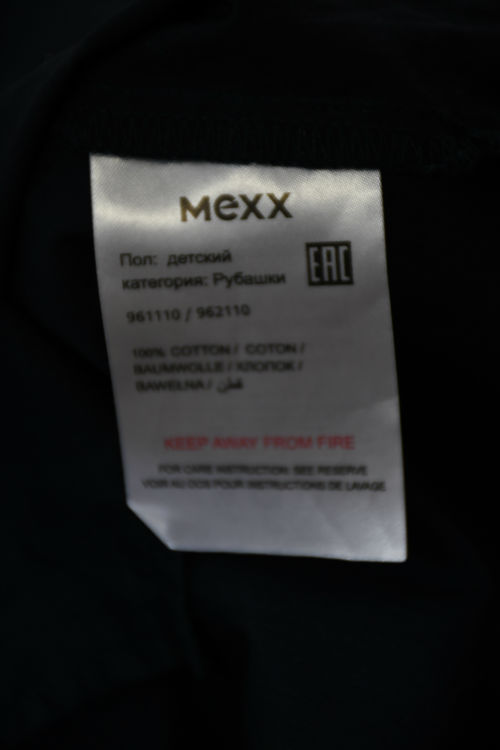 Mexx
Пол: детский
категория: Рубашки
EAC
961110 / 962110
100% COTTON / COTON /
BAUMWOLLE / ХЛОПОК /
BAWEŁNA / قطن
KEEP AWAY FROM FIRE
FOR CARE INSTRUCTION: SEE RESERVE
VOIR AU DOS POUR INSTRUCTIONS DE LAVAGE